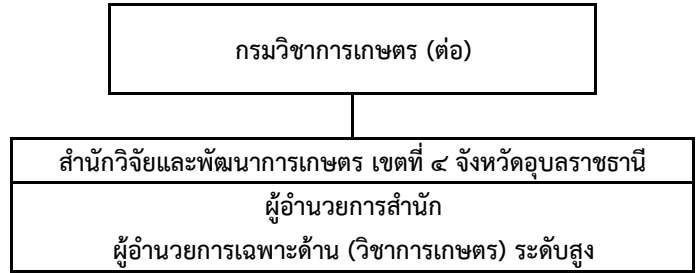 กรมวิชาการเกษตร (ต่อ)
สำนักวิจัยและพัฒนาการเกษตร เขตที่ ๔ จังหวัดอุบลราชธานี
ผู้อำนวยการสำนัก
ผู้อำนวยการเฉพาะด้าน (วิชาการเกษตร) ระดับสูง